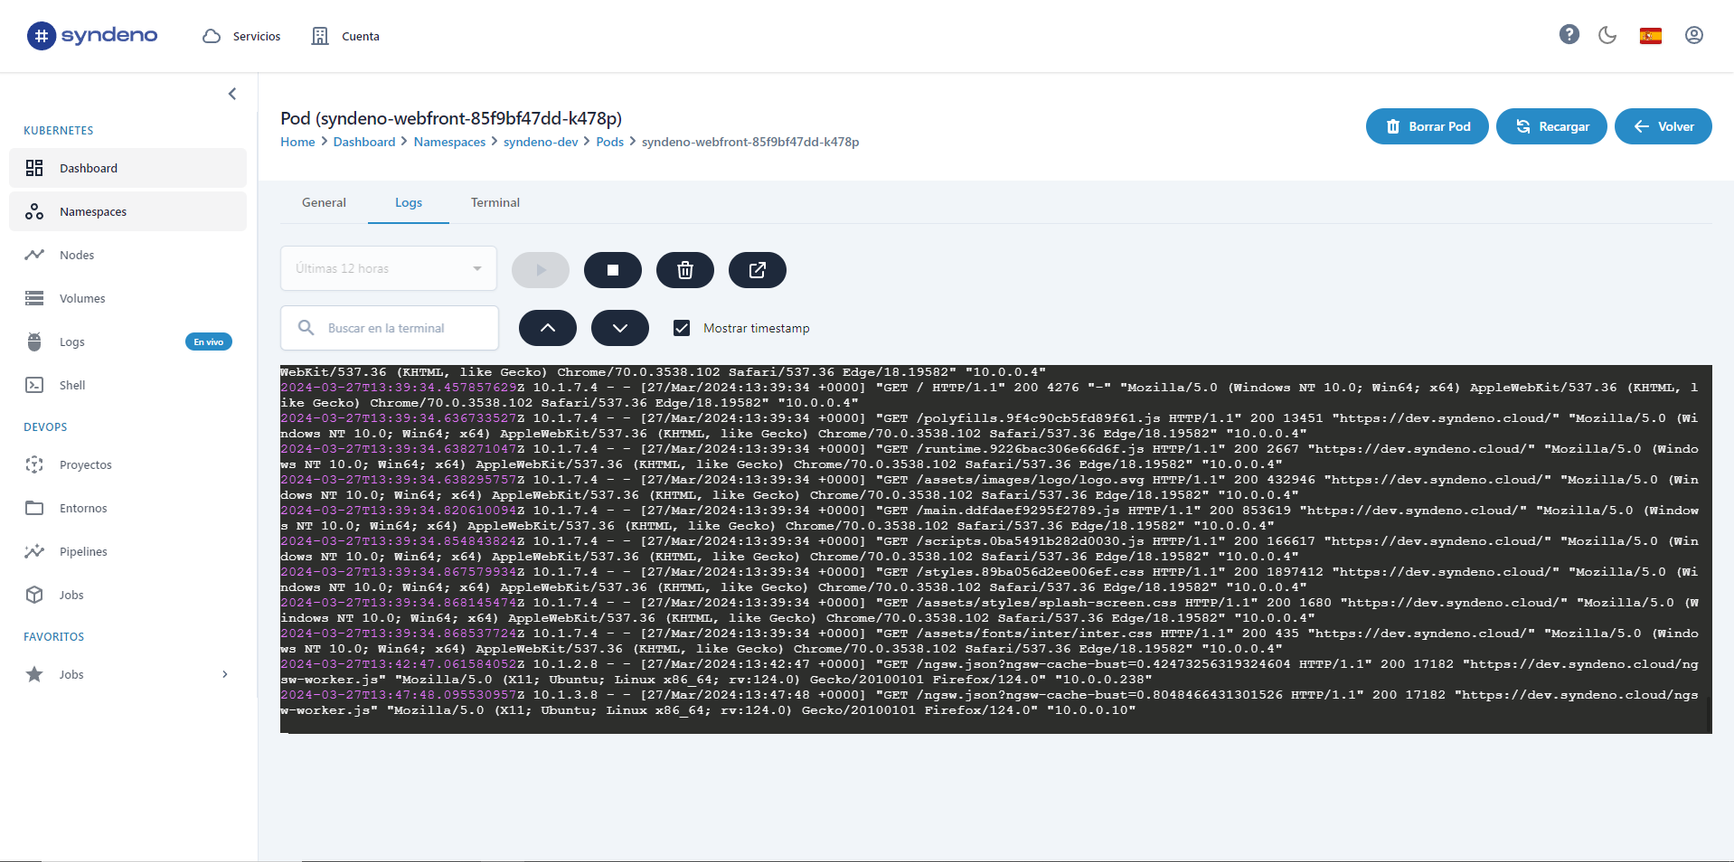 syndeno
Servicios
Cuenta
KUBERNETES
Dashboard
Namespaces
Nodes
Volumes
Logs
En vivo
Shell
DEVOPS
Proyectos
Entornos
Pipelines
Jobs
FAVORITOS
Jobs
Pod (syndeno-webfront-85f9bf47dd-k478p)
Home > Dashboard > Namespaces > syndeno-dev > Pods > syndeno-webfront-85f9bf47dd-k478p
Borrar Pod
Recargar
Volver
General
Logs
Terminal
Últimas 12 horas
Buscar en la terminal
Mostrar timestamp
WebKit/537.36 (KHTML, like Gecko) Chrome/70.0.3538.102 Safari/537.36 Edge/18.19582" "10.0.0.4"
2024-03-27T13:39:34.457857629Z 10.1.7.4 - - [27/Mar/2024:13:39:34 +0000] "GET / HTTP/1.1" 200 4276 "-" "Mozilla/5.0 (Windows NT 10.0; Win64; x64) AppleWebKit/537.36 (KHTML, l
ike Gecko) Chrome/70.0.3538.102 Safari/537.36 Edge/18.19582" "10.0.0.4"
2024-03-27T13:39:34.636733527Z 10.1.7.4 - - [27/Mar/2024:13:39:34 +0000] "GET /polyfills.9f4c90cb5fd89f61.js HTTP/1.1" 200 13451 "https://dev.syndeno.cloud/" "Mozilla/5.0 (Wi
ndows NT 10.0; Win64; x64) AppleWebKit/537.36 (KHTML, like Gecko) Chrome/70.0.3538.102 Safari/537.36 Edge/18.19582" "10.0.0.4"
2024-03-27T13:39:34.638271047Z 10.1.7.4 - - [27/Mar/2024:13:39:34 +0000] "GET /runtime.9226bac306e66d6f.js HTTP/1.1" 200 2667 "https://dev.syndeno.cloud/" "Mozilla/5.0 (Windo
ws NT 10.0; Win64; x64) AppleWebKit/537.36 (KHTML, like Gecko) Chrome/70.0.3538.102 Safari/537.36 Edge/18.19582" "10.0.0.4"
2024-03-27T13:39:34.638295757Z 10.1.7.4 - - [27/Mar/2024:13:39:34 +0000] "GET /assets/images/logo/logo.svg HTTP/1.1" 200 432946 "https://dev.syndeno.cloud/" "Mozilla/5.0 (Win
dows NT 10.0; Win64; x64) AppleWebKit/537.36 (KHTML, like Gecko) Chrome/70.0.3538.102 Safari/537.36 Edge/18.19582" "10.0.0.4"
2024-03-27T13:39:34.820610094Z 10.1.7.4 - - [27/Mar/2024:13:39:34 +0000] "GET /main.ddfdaef9295f2789.js HTTP/1.1" 200 853619 "https://dev.syndeno.cloud/" "Mozilla/5.0 (Window
s NT 10.0; Win64; x64) AppleWebKit/537.36 (KHTML, like Gecko) Chrome/70.0.3538.102 Safari/537.36 Edge/18.19582" "10.0.0.4"
2024-03-27T13:39:34.854843824Z 10.1.7.4 - - [27/Mar/2024:13:39:34 +0000] "GET /scripts.0ba5491b282d0030.js HTTP/1.1" 200 166617 "https://dev.syndeno.cloud/" "Mozilla/5.0 (Win
dows NT 10.0; Win64; x64) AppleWebKit/537.36 (KHTML, like Gecko) Chrome/70.0.3538.102 Safari/537.36 Edge/18.19582" "10.0.0.4"
2024-03-27T13:39:34.867579934Z 10.1.7.4 - - [27/Mar/2024:13:39:34 +0000] "GET /styles.89ba056d2ee006ef.css HTTP/1.1" 200 1897412 "https://dev.syndeno.cloud/" "Mozilla/5.0 (Wi
ndows NT 10.0; Win64; x64) AppleWebKit/537.36 (KHTML, like Gecko) Chrome/70.0.3538.102 Safari/537.36 Edge/18.19582" "10.0.0.4"
2024-03-27T13:39:34.868145474Z 10.1.7.4 - - [27/Mar/2024:13:39:34 +0000] "GET /assets/styles/splash-screen.css HTTP/1.1" 200 1680 "https://dev.syndeno.cloud/" "Mozilla/5.0 (W
indows NT 10.0; Win64; x64) AppleWebKit/537.36 (KHTML, like Gecko) Chrome/70.0.3538.102 Safari/537.36 Edge/18.19582" "10.0.0.4"
2024-03-27T13:39:34.868537724Z 10.1.7.4 - - [27/Mar/2024:13:39:34 +0000] "GET /assets/fonts/inter/inter.css HTTP/1.1" 200 435 "https://dev.syndeno.cloud/" "Mozilla/5.0 (Windo
ws NT 10.0; Win64; x64) AppleWebKit/537.36 (KHTML, like Gecko) Chrome/70.0.3538.102 Safari/537.36 Edge/18.19582" "10.0.0.4"
2024-03-27T13:42:47.061584052Z 10.1.2.8 - - [27/Mar/2024:13:42:47 +0000] "GET /ngsw.json?ngsw-cache-bust=0.42473256319324604 HTTP/1.1" 200 17182 "https://dev.syndeno.cloud/ng
sw-worker.js" "Mozilla/5.0 (X11; Ubuntu; Linux x86_64; rv:124.0) Gecko/20100101 Firefox/124.0" "10.0.0.238"
2024-03-27T13:47:48.095530957Z 10.1.3.8 - - [27/Mar/2024:13:47:48 +0000] "GET /ngsw.json?ngsw-cache-bust=0.8048466431301526 HTTP/1.1" 200 17182 "https://dev.syndeno.cloud/ngs
w-worker.js" "Mozilla/5.0 (X11; Ubuntu; Linux x86_64; rv:124.0) Gecko/20100101 Firefox/124.0" "10.0.0.10"